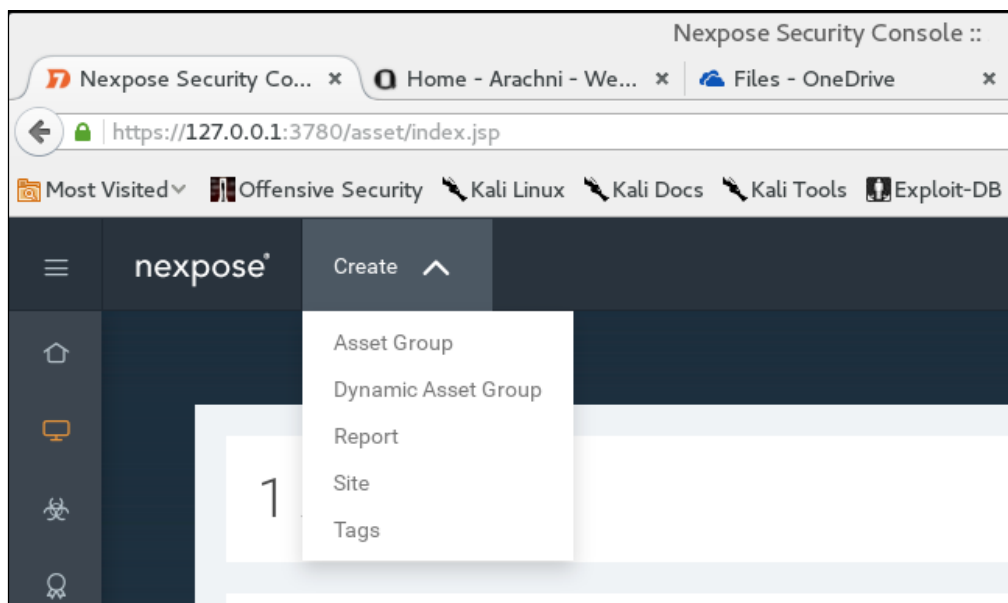 Nexpose Security Console ::
Nexpose Security Co... × Home - Arachni - We... × Files - OneDrive ×
https://127.0.0.1:3780/asset/index.jsp
Most Visited Offensive Security Kali Linux Kali Docs Kali Tools Exploit-DB
nexpose® Create
Asset Group
Dynamic Asset Group
Report
1
Site
Tags